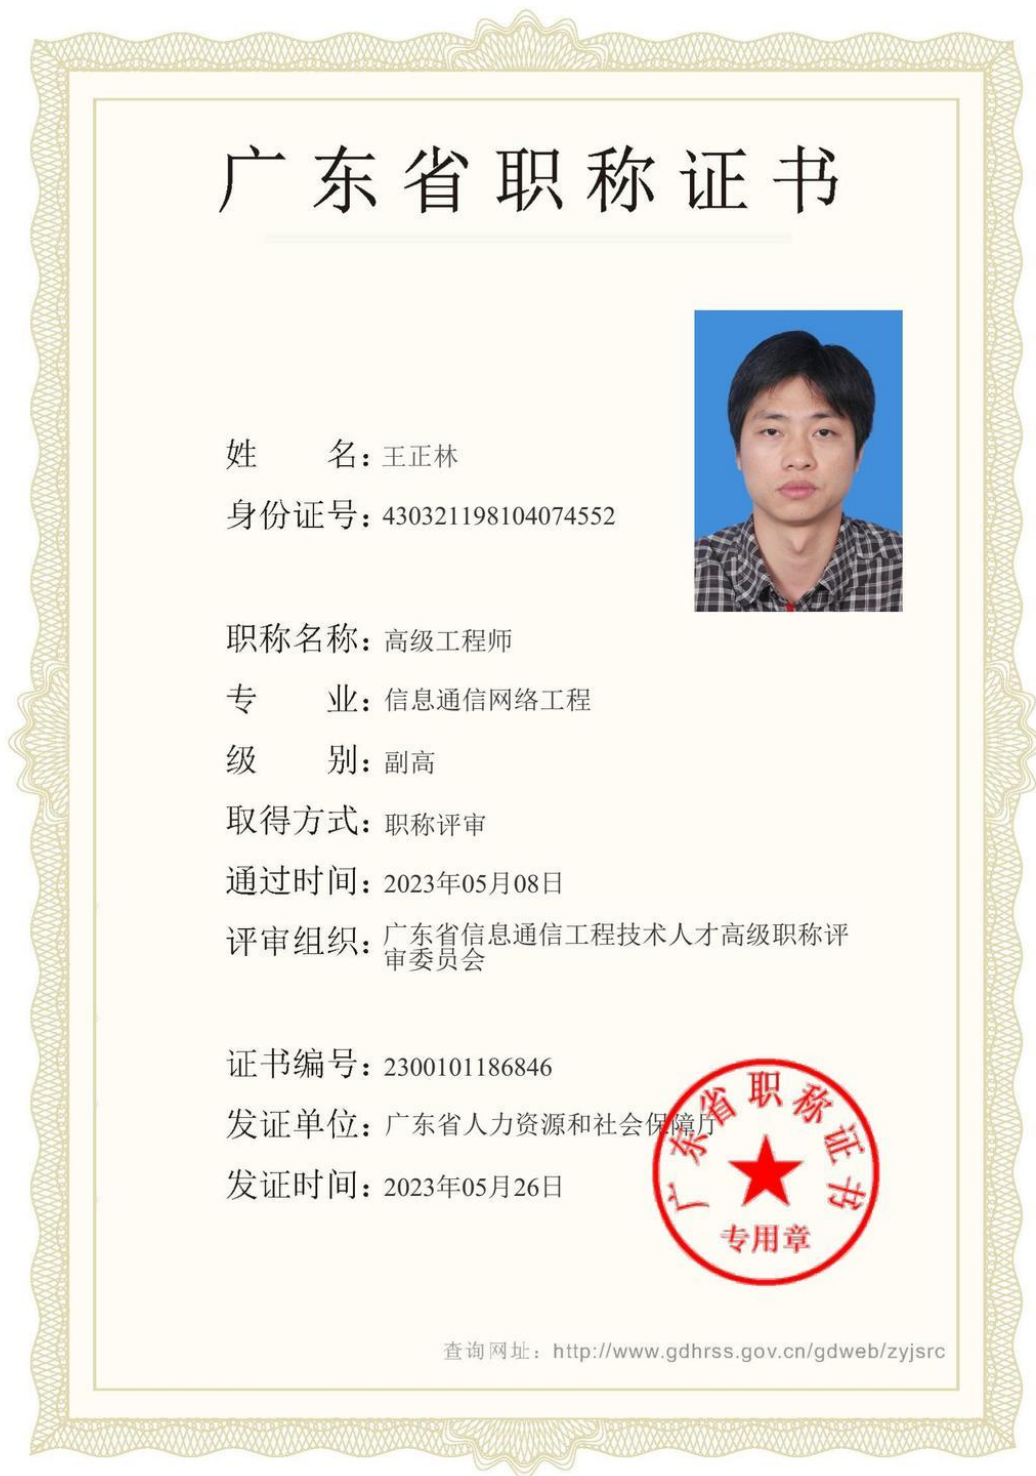 广东省职称证书
姓　　名：王正林
身份证号：430321198104074552
职称名称：高级工程师
专　　业：信息通信网络工程
级　　别：副高
取得方式：职称评审
通过时间：2023年05月08日
评审组织：广东省信息通信工程技术人才高级职称评
审委员会
证书编号：2300101186846
发证单位：广东省人力资源和社会保障厅
发证时间：2023年05月26日
广东省职称证书
专用章
查询网址：http://www.gdhrss.gov.cn/gdweb/zyjsrc